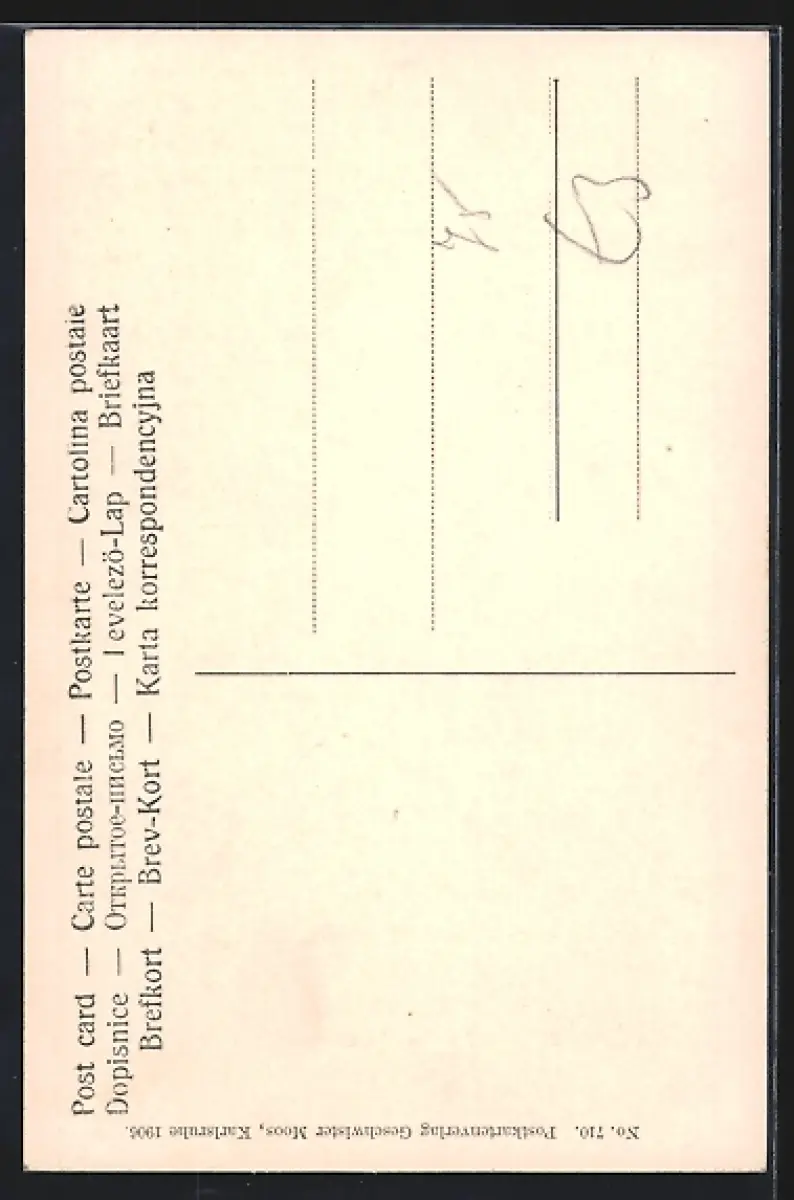 Post card — Carte postale — Postkarte — Cartolina postale
Dopisnice — Открытое-письмо — Levelező-Lap — Briefkaart
Brefkort — Brev-Kort — Karta korrespondencyjna
No. 710. Postkartenverlag Geschwister Moos, Karlsruhe 1906.